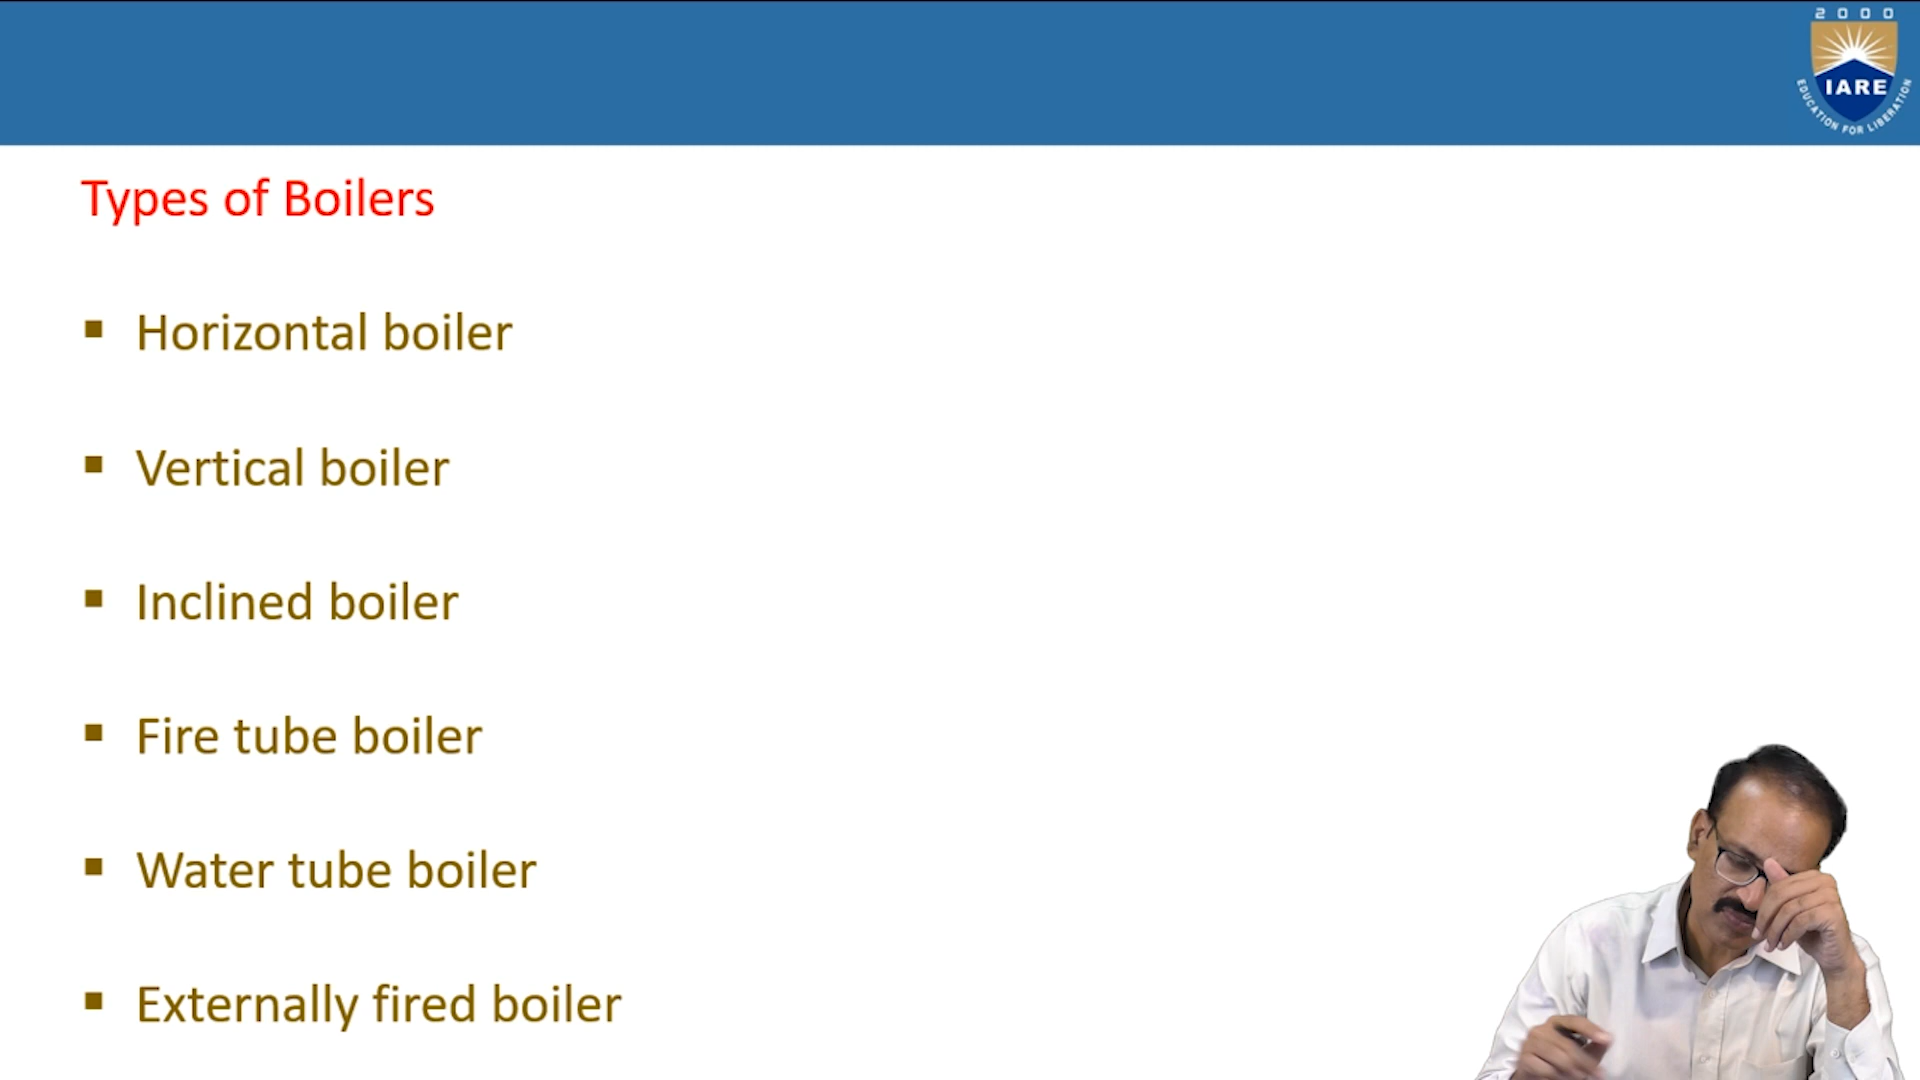 2000
IARE
EDUCATION FOR LIBERATION
Types of Boilers
▪ Horizontal boiler
▪ Vertical boiler
▪ Inclined boiler
▪ Fire tube boiler
▪ Water tube boiler
▪ Externally fired boiler